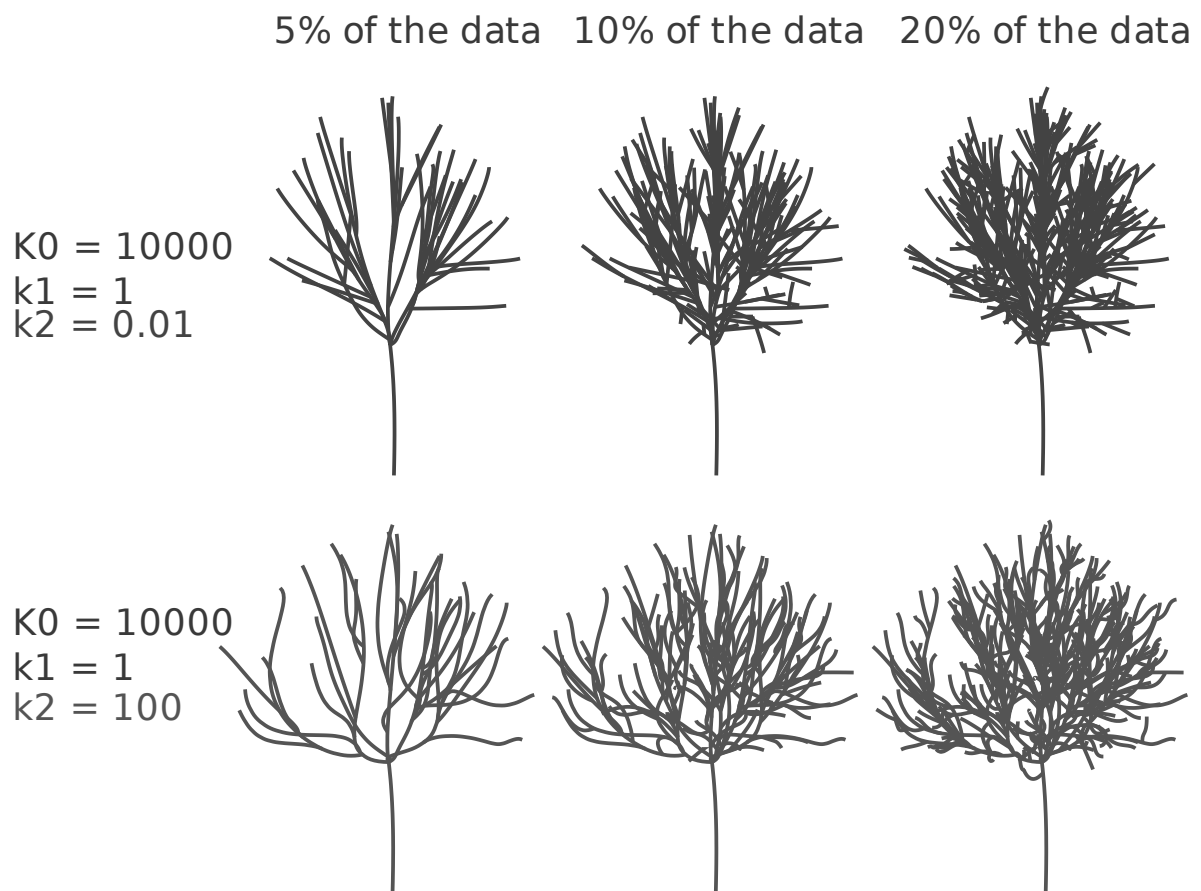 5% of the data 10% of the data 20% of the data
K0 = 10000
k1 = 1
k2 = 0.01
K0 = 10000
k1 = 1
k2 = 100